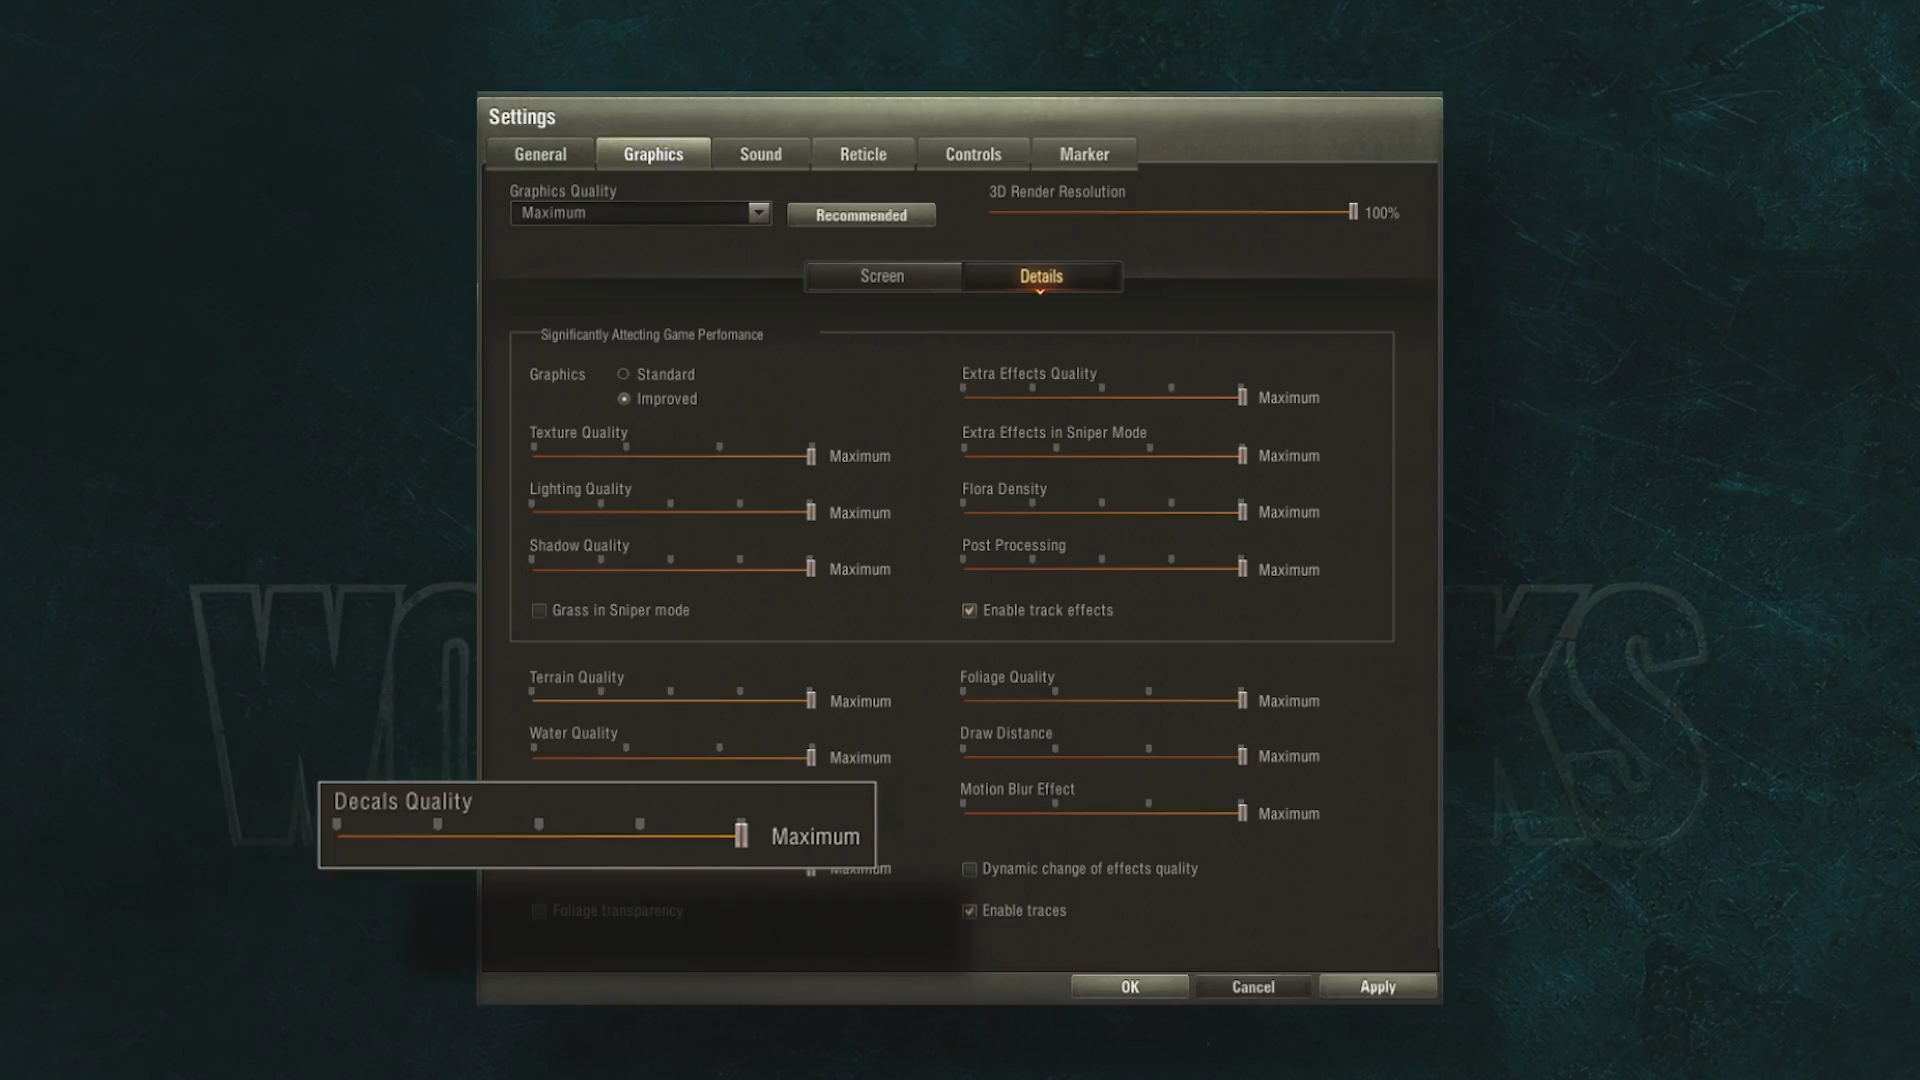 Settings
General Graphics Sound Reticle Controls Marker
Graphics Quality
3D Render Resolution
Maximum
Recommended
100%
Screen Details
Significantly Attecting Game Perfomance
Graphics
Standard
Improved
Extra Effects Quality
Maximum
Texture Quality
Maximum
Extra Effects in Sniper Mode
Maximum
Lighting Quality
Maximum
Flora Density
Maximum
Shadow Quality
Maximum
Post Processing
Maximum
Grass in Sniper mode
Enable track effects
Terrain Quality
Maximum
Foliage Quality
Maximum
Water Quality
Maximum
Draw Distance
Maximum
Decals Quality
Maximum
Motion Blur Effect
Maximum
Maximum
Dynamic change of effects quality
Foliage transparency
Enable traces
OK Cancel Apply